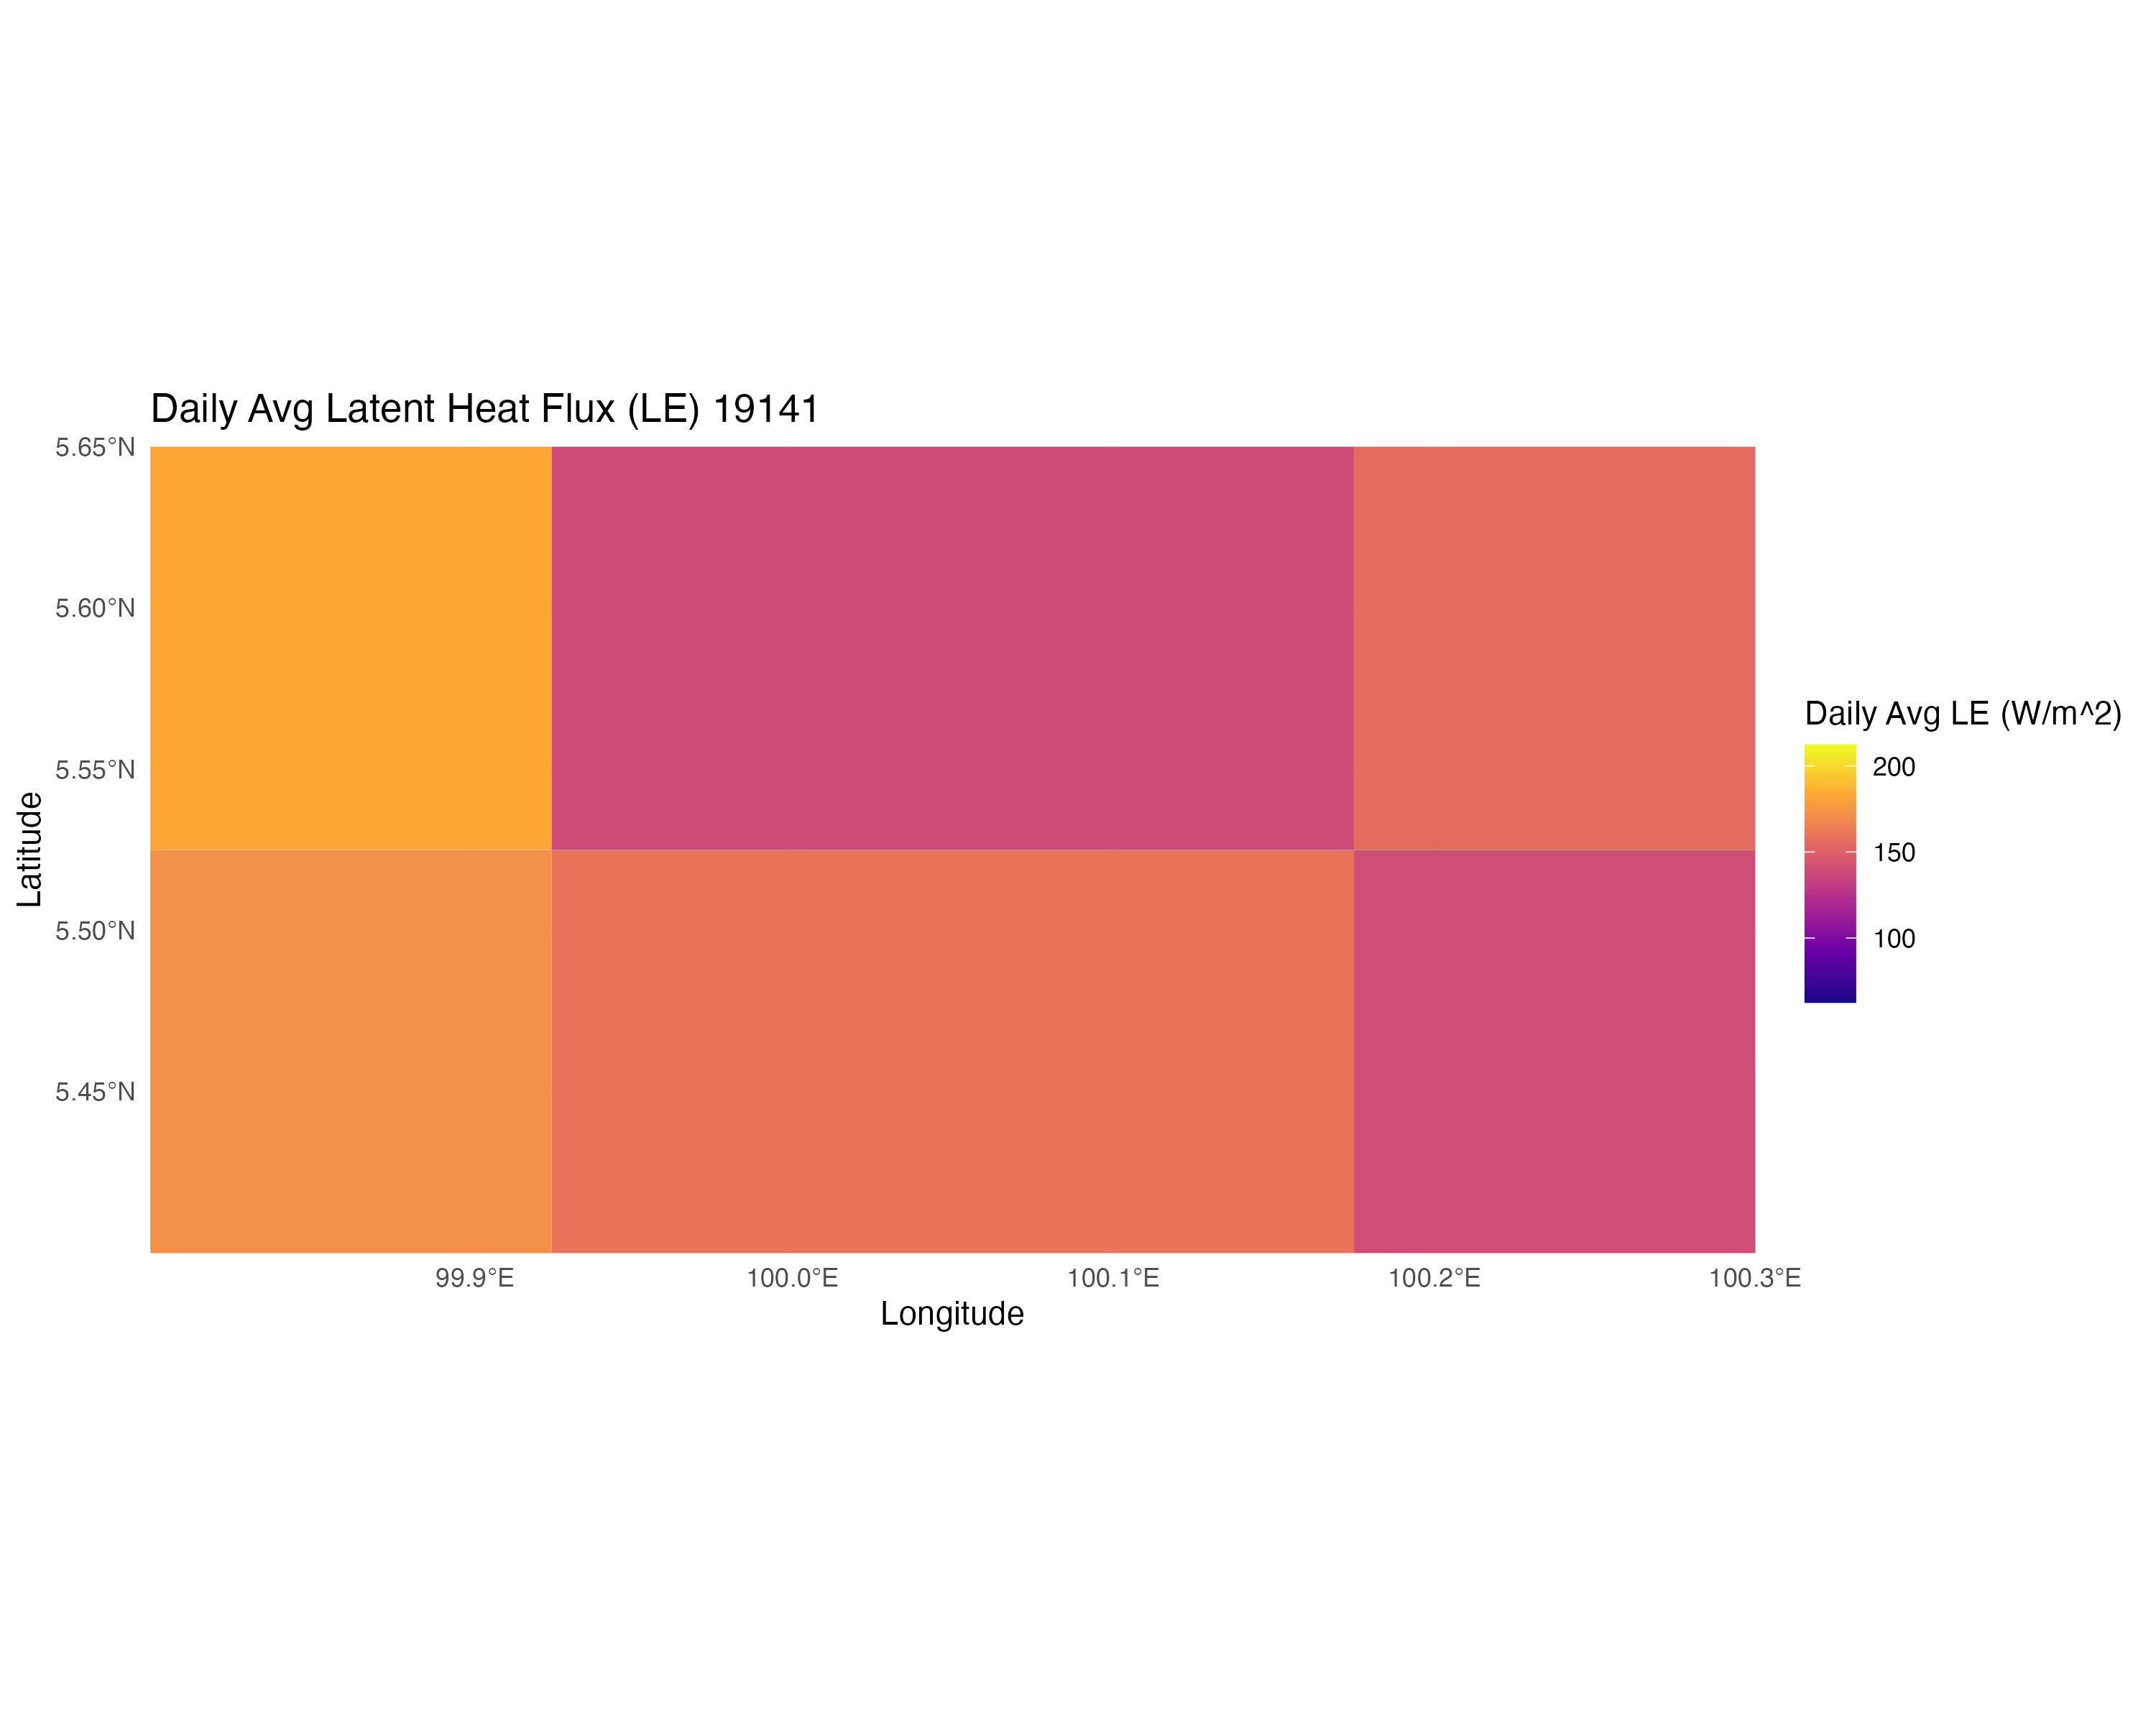 Daily Avg Latent Heat Flux (LE) 19141
5.65°N
5.60°N
5.55°N
5.50°N
5.45°N
Latitude
99.9°E
100.0°E
100.1°E
100.2°E
100.3°E
Longitude
Daily Avg LE (W/m^2)
200
150
100